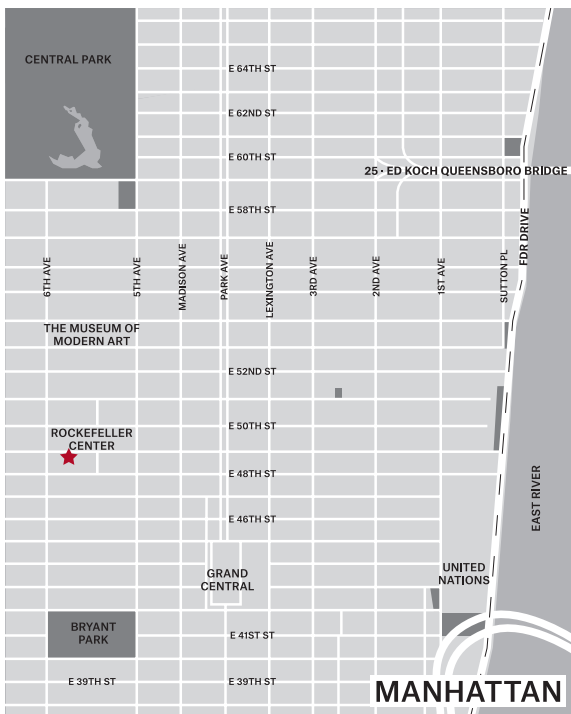 CENTRAL PARK
E 64TH ST
E 62ND ST
E 60TH ST
25 · ED KOCH QUEENSBORO BRIDGE
E 58TH ST
6TH AVE
5TH AVE
MADISON AVE
PARK AVE
LEXINGTON AVE
3RD AVE
2ND AVE
1ST AVE
SUTTON PL
FDR DRIVE
THE MUSEUM OF
MODERN ART
E 52ND ST
E 50TH ST
ROCKEFELLER
CENTER
E 48TH ST
EAST RIVER
E 46TH ST
GRAND
CENTRAL
UNITED
NATIONS
BRYANT
PARK
E 41ST ST
E 39TH ST
E 39TH ST
MANHATTAN